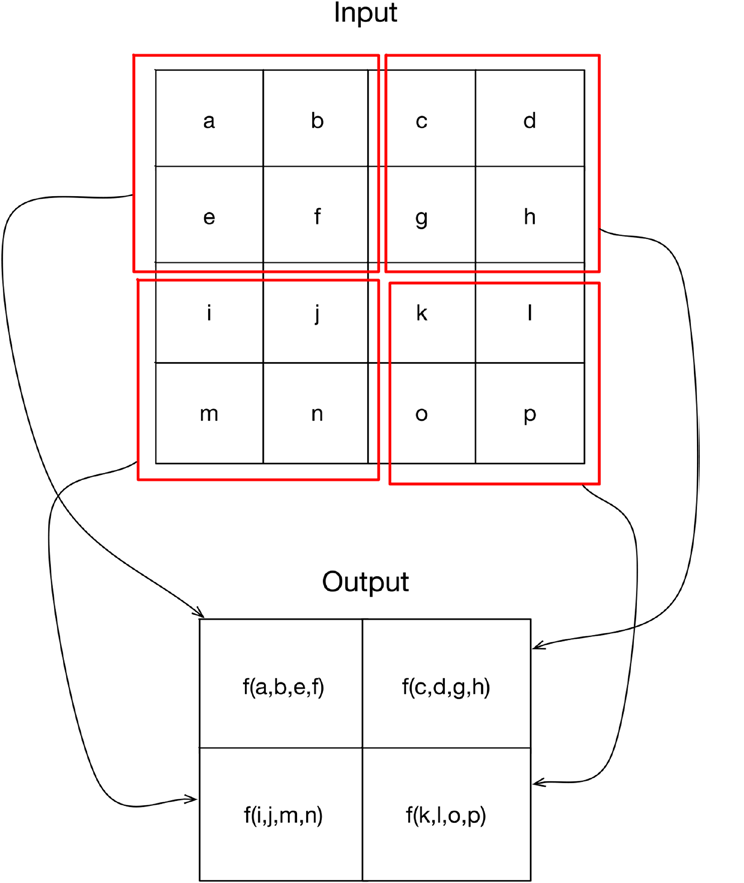 Input
a b c d
e f g h
i j k l
m n o p
Output
f(a,b,e,f) f(c,d,g,h)
f(i,j,m,n) f(k,l,o,p)